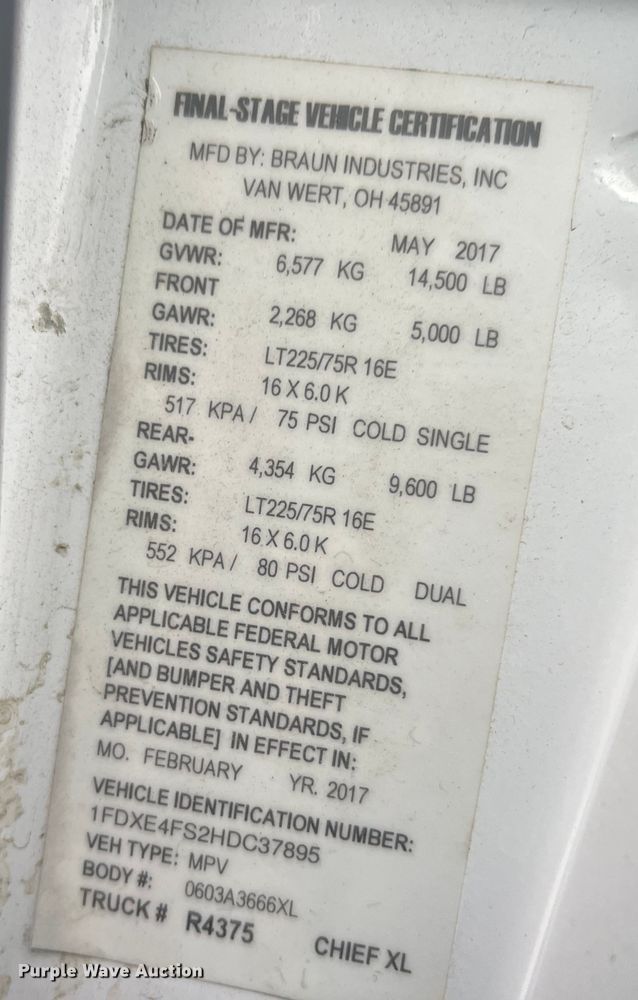 FINAL-STAGE VEHICLE CERTIFICATION
MFD BY: BRAUN INDUSTRIES, INC
VAN WERT, OH 45891
DATE OF MFR: MAY 2017
GVWR: 6,577 KG 14,500 LB
FRONT
GAWR: 2,268 KG 5,000 LB
TIRES: LT225/75R 16E
RIMS: 16 X 6.0 K
517 KPA / 75 PSI COLD SINGLE
REAR-
GAWR: 4,354 KG 9,600 LB
TIRES: LT225/75R 16E
RIMS: 16 X 6.0 K
552 KPA / 80 PSI COLD DUAL
THIS VEHICLE CONFORMS TO ALL
APPLICABLE FEDERAL MOTOR
VEHICLES SAFETY STANDARDS,
[AND BUMPER AND THEFT
PREVENTION STANDARDS, IF
APPLICABLE] IN EFFECT IN:
MO. FEBRUARY YR. 2017
VEHICLE IDENTIFICATION NUMBER:
1FDXE4FS2HDC37895
VEH TYPE: MPV
BODY #: 0603A3666XL
TRUCK # R4375 CHIEF XL
Purple Wave Auction